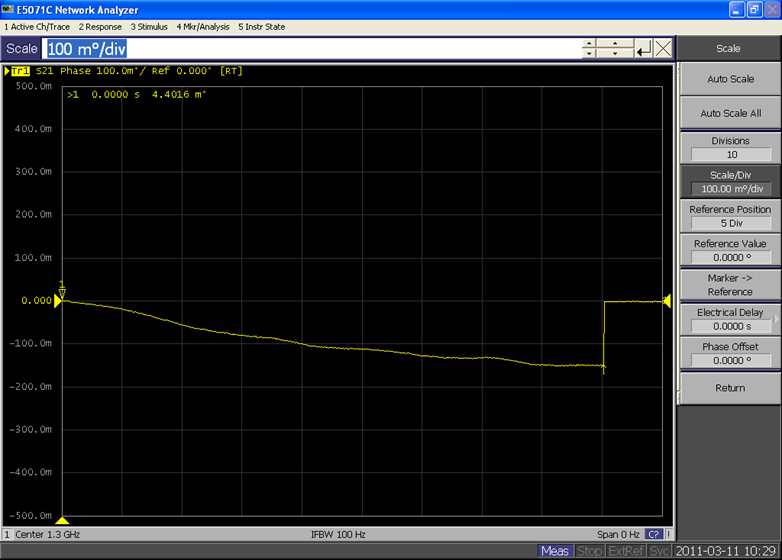 E5071C Network Analyzer
1 Active Ch/Trace 2 Response 3 Stimulus 4 Mkr/Analysis 5 Instr State
Scale 100 m°/div
Scale
Tr1 S21 Phase 100.0m°/ Ref 0.000° [RT]
500.0m
>1 0.0000 s 4.4016 m°
400.0m
300.0m
200.0m
100.0m
1
0.000
-100.0m
-200.0m
-300.0m
-400.0m
-500.0m
Auto Scale
Auto Scale All
Divisions
10
Scale/Div
100.00 m°/div
Reference Position
5 Div
Reference Value
0.0000 °
Marker ->
Reference
Electrical Delay
0.0000 s
Phase Offset
0.0000 °
Return
1 Center 1.3 GHz IFBW 100 Hz Span 0 Hz C? !
Meas Stop ExtRef Svc 2011-03-11 10:29